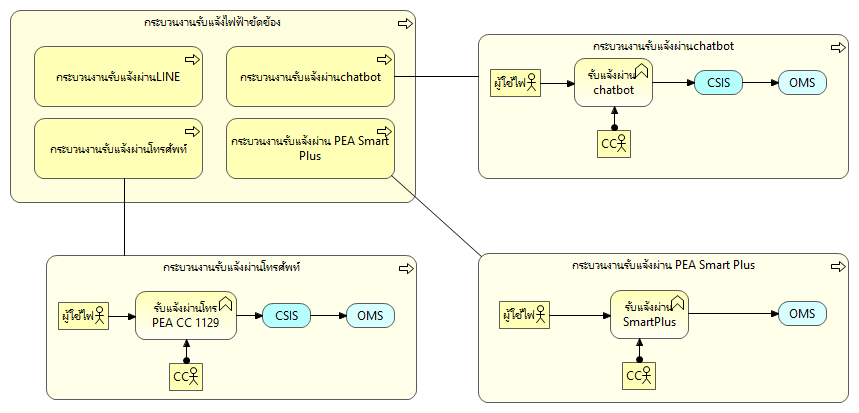 กระบวนงานรับแจ้งไฟฟ้าขัดข้อง
กระบวนงานรับแจ้งผ่านLINE
กระบวนงานรับแจ้งผ่านchatbot
กระบวนงานรับแจ้งผ่านโทรศัพท์
กระบวนงานรับแจ้งผ่าน PEA Smart
Plus
กระบวนงานรับแจ้งผ่านchatbot
ผู้ใช้ไฟ
รับแจ้งผ่าน
chatbot
CSIS
OMS
CC
กระบวนงานรับแจ้งผ่านโทรศัพท์
ผู้ใช้ไฟ
รับแจ้งผ่านโทร
PEA CC 1129
CSIS
OMS
CC
กระบวนงานรับแจ้งผ่าน PEA Smart Plus
ผู้ใช้ไฟ
รับแจ้งผ่าน
SmartPlus
OMS
CC